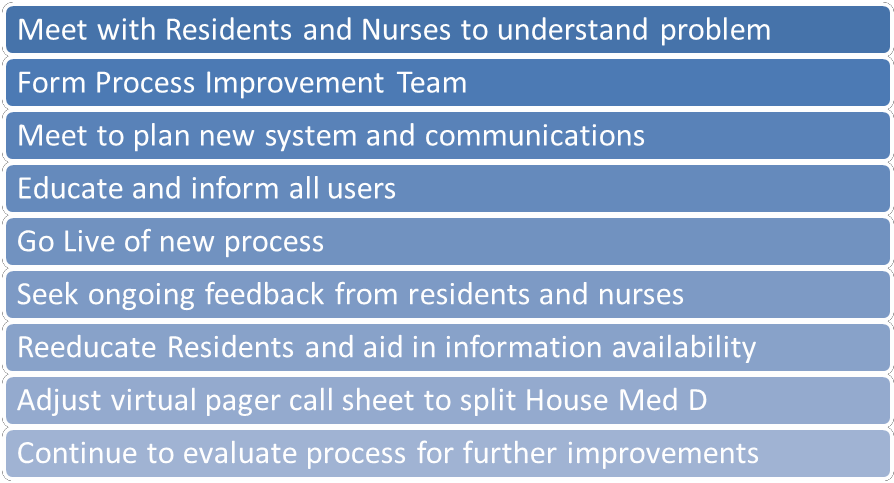 Meet with Residents and Nurses to understand problem
Form Process Improvement Team
Meet to plan new system and communications
Educate and inform all users
Go Live of new process
Seek ongoing feedback from residents and nurses
Reeducate Residents and aid in information availability
Adjust virtual pager call sheet to split House Med D
Continue to evaluate process for further improvements